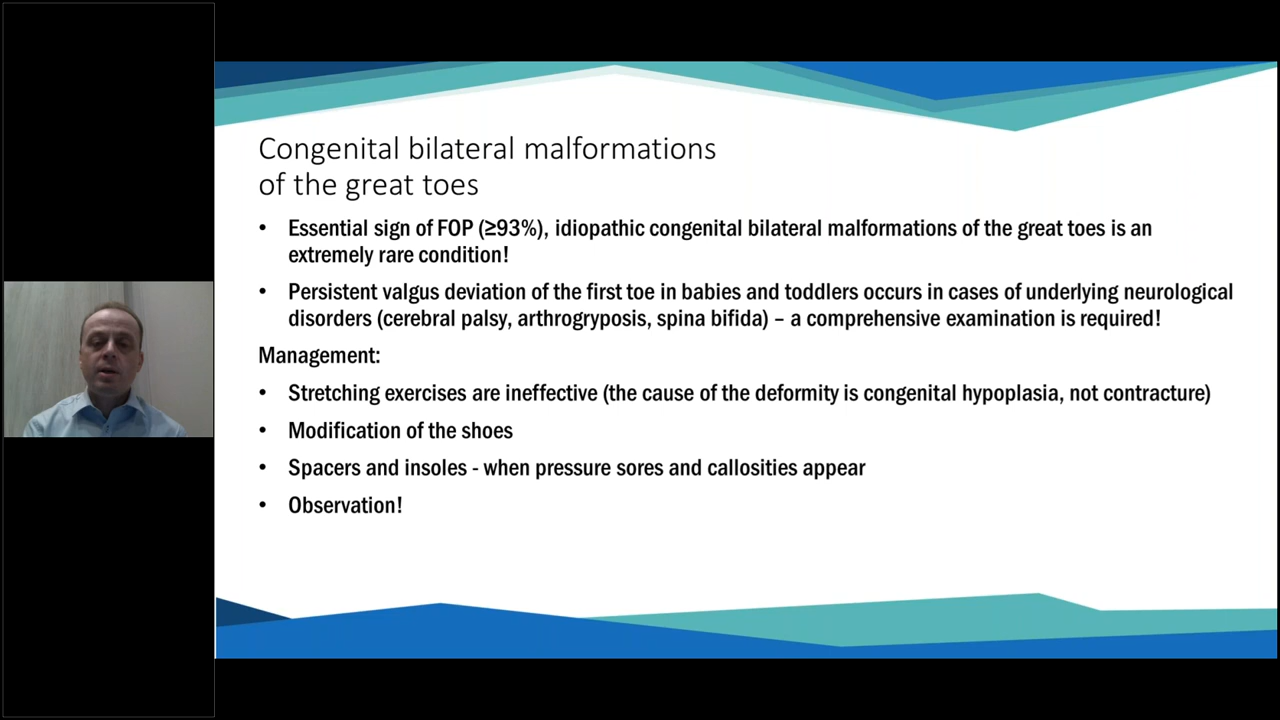 Congenital bilateral malformations
of the great toes
• Essential sign of FOP (≥93%), idiopathic congenital bilateral malformations of the great toes is an
extremely rare condition!
• Persistent valgus deviation of the first toe in babies and toddlers occurs in cases of underlying neurological
disorders (cerebral palsy, arthrogryposis, spina bifida) – a comprehensive examination is required!
Management:
• Stretching exercises are ineffective (the cause of the deformity is congenital hypoplasia, not contracture)
• Modification of the shoes
• Spacers and insoles - when pressure sores and callosities appear
• Observation!